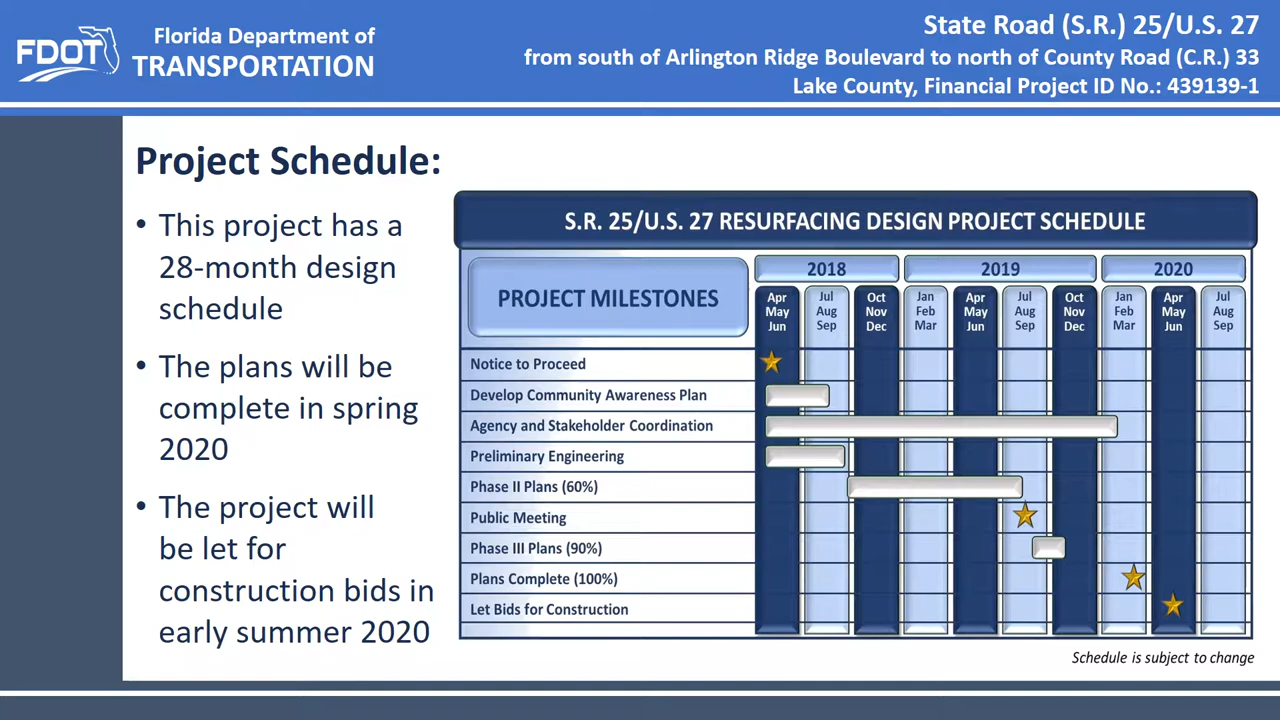 FDOT
Florida Department of
TRANSPORTATION
State Road (S.R.) 25/U.S. 27
from south of Arlington Ridge Boulevard to north of County Road (C.R.) 33
Lake County, Financial Project ID No.: 439139-1
Project Schedule:
• This project has a
28-month design
schedule
• The plans will be
complete in spring
2020
• The project will
be let for
construction bids in
early summer 2020
S.R. 25/U.S. 27 RESURFACING DESIGN PROJECT SCHEDULE
PROJECT MILESTONES
2018 2019 2020
Apr Jul Oct Jan Apr Jul Oct Jan Apr Jul
May Aug Nov Feb May Aug Nov Feb May Aug
Jun Sep Dec Mar Jun Sep Dec Mar Jun Sep
Notice to Proceed
Develop Community Awareness Plan
Agency and Stakeholder Coordination
Preliminary Engineering
Phase II Plans (60%)
Public Meeting
Phase III Plans (90%)
Plans Complete (100%)
Let Bids for Construction
Schedule is subject to change